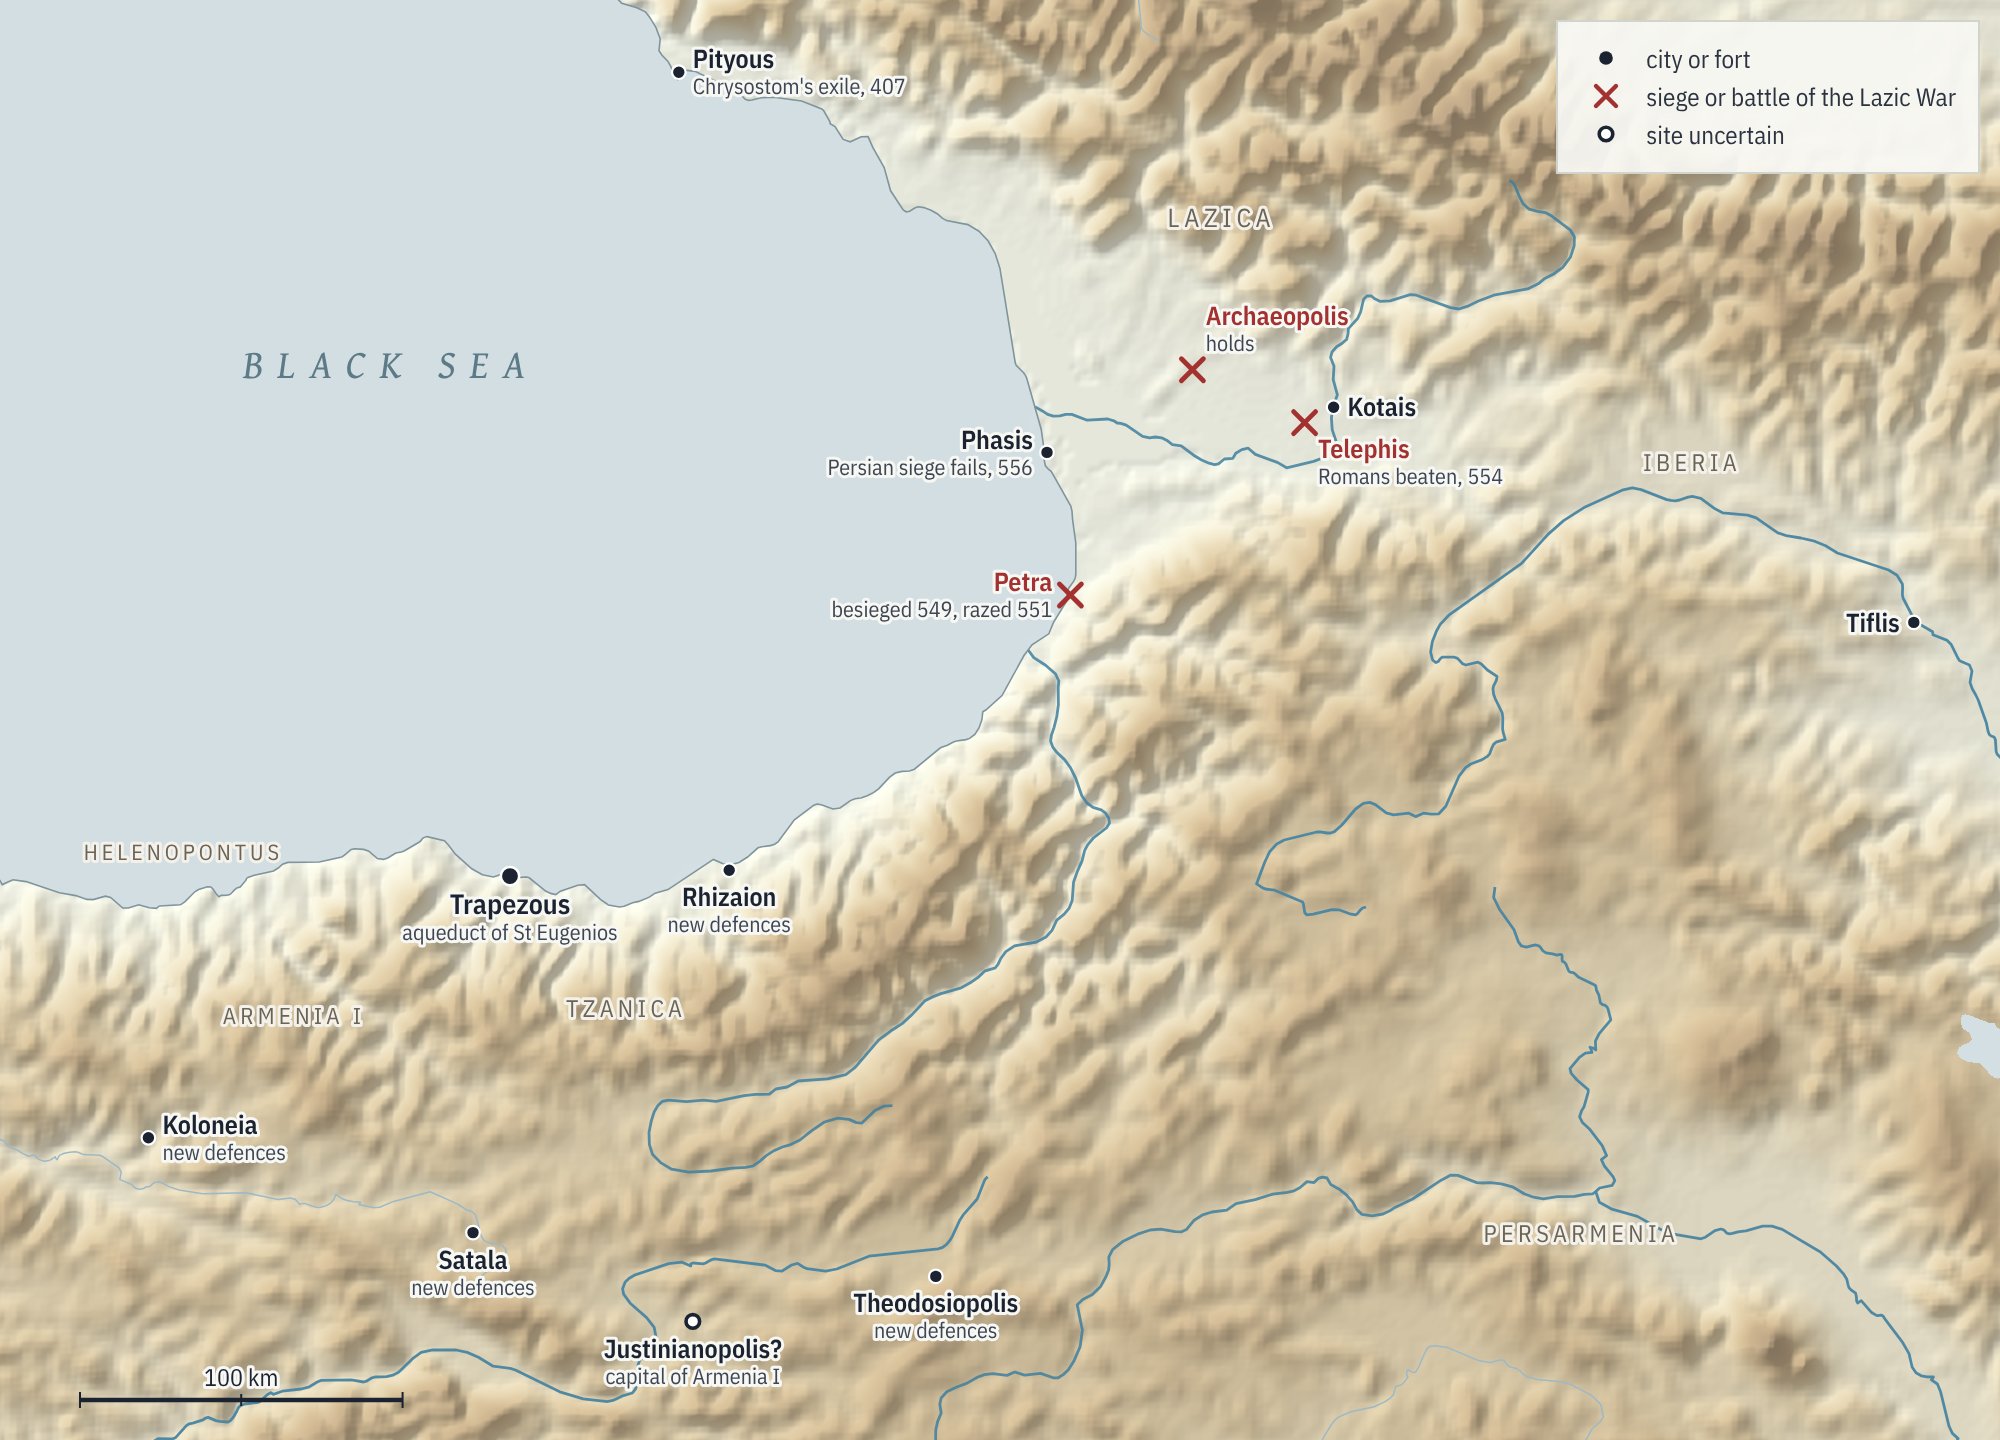 Pityous
Chrysostom's exile, 407
city or fort
siege or battle of the Lazic War
site uncertain
LAZICA
Archaeopolis
holds
BLACK SEA
Kotais
Phasis
Persian siege fails, 556
Telephis
Romans beaten, 554
IBERIA
Petra
besieged 549, razed 551
Tiflis
HELENOPONTUS
Trapezous
aqueduct of St Eugenios
Rhizaion
new defences
ARMENIA I
TZANICA
Koloneia
new defences
Satala
new defences
PERSARMENIA
Theodosiopolis
new defences
Justinianopolis?
capital of Armenia I
100 km